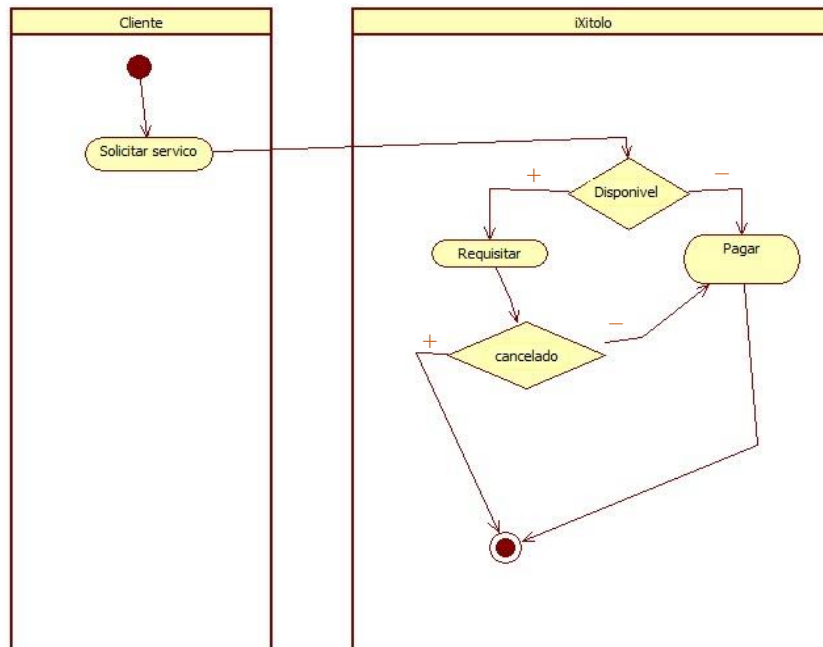 Cliente
iXitolo
Solicitar servico
Disponivel
+
−
Requisitar
Pagar
cancelado
+
−